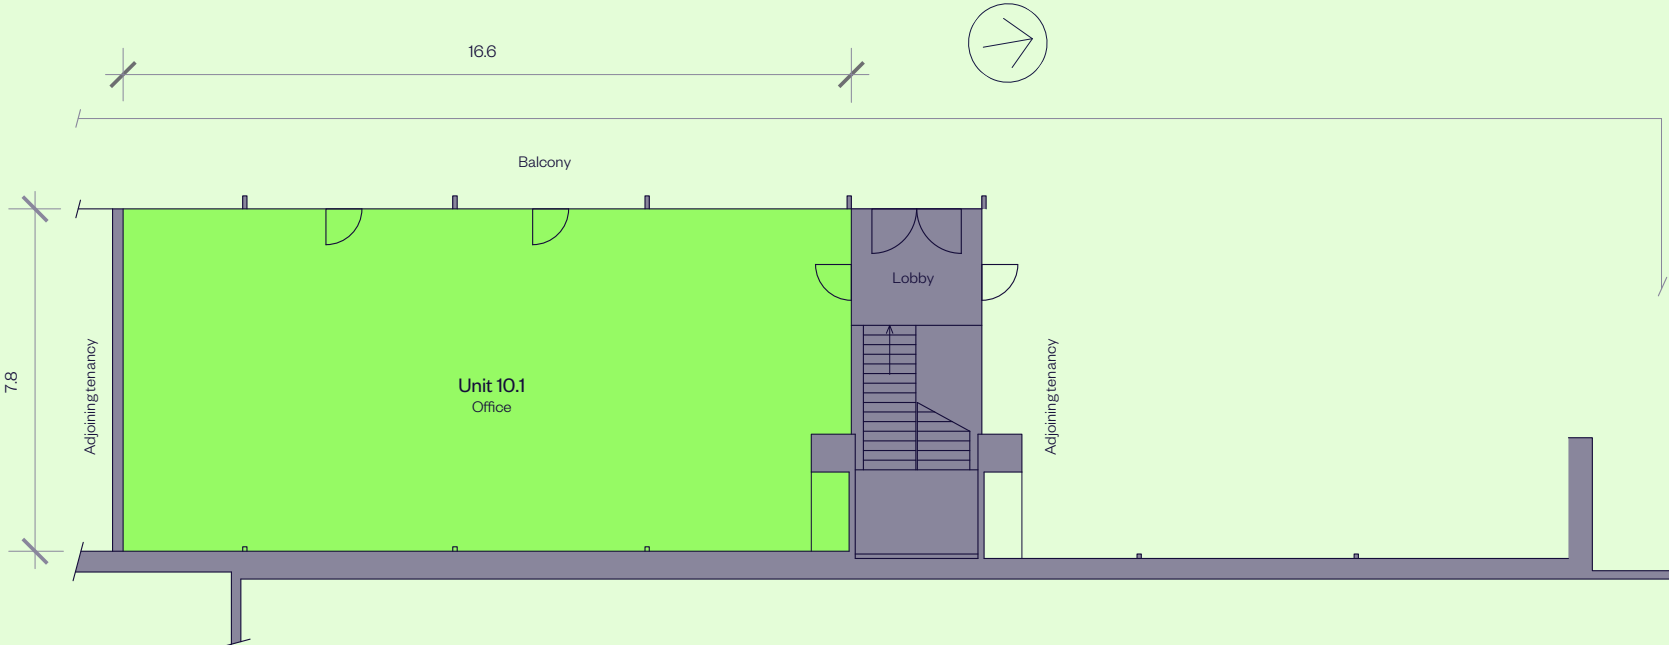 16.6
Balcony
Lobby
7.8
Adjoining tenancy
Adjoining tenancy
Unit 10.1
Office